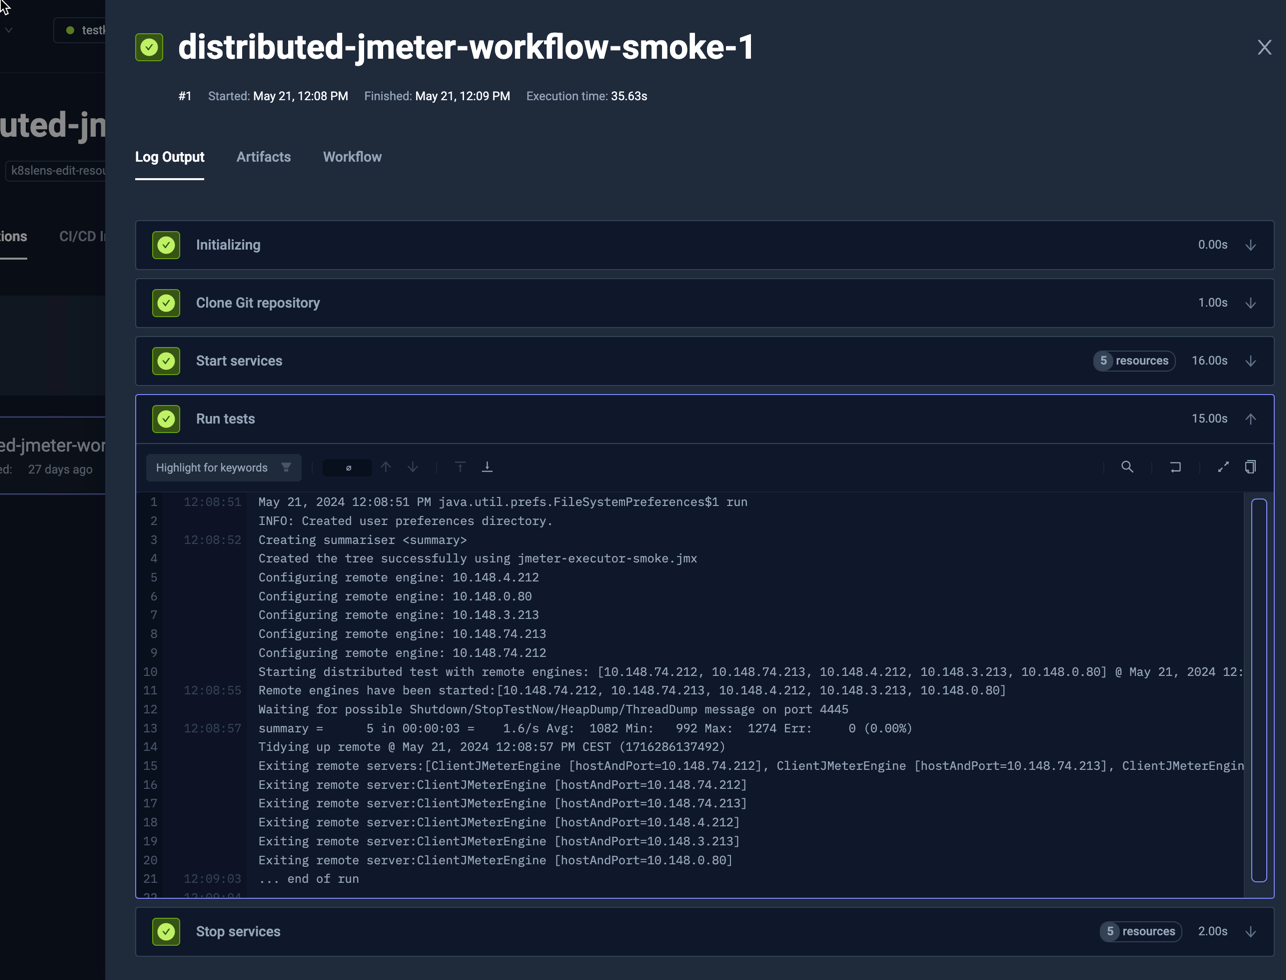 testk
distributed-jmeter-workflow-smoke-1
#1 Started: May 21, 12:08 PM Finished: May 21, 12:09 PM Execution time: 35.63s
uted-jm
k8slens-edit-resou
Log Output Artifacts Workflow
ions CI/CD In
Initializing 0.00s
Clone Git repository 1.00s
Start services 5 resources 16.00s
Run tests 15.00s
ed-jmeter-wor
ed: 27 days ago
Highlight for keywords ø
1 12:08:51 May 21, 2024 12:08:51 PM java.util.prefs.FileSystemPreferences$1 run
2 INFO: Created user preferences directory.
3 12:08:52 Creating summariser <summary>
4 Created the tree successfully using jmeter-executor-smoke.jmx
5 Configuring remote engine: 10.148.4.212
6 Configuring remote engine: 10.148.0.80
7 Configuring remote engine: 10.148.3.213
8 Configuring remote engine: 10.148.74.213
9 Configuring remote engine: 10.148.74.212
10 Starting distributed test with remote engines: [10.148.74.212, 10.148.74.213, 10.148.4.212, 10.148.3.213, 10.148.0.80] @ May 21, 2024 12:
11 12:08:55 Remote engines have been started:[10.148.74.212, 10.148.74.213, 10.148.4.212, 10.148.3.213, 10.148.0.80]
12 Waiting for possible Shutdown/StopTestNow/HeapDump/ThreadDump message on port 4445
13 12:08:57 summary = 5 in 00:00:03 = 1.6/s Avg: 1082 Min: 992 Max: 1274 Err: 0 (0.00%)
14 Tidying up remote @ May 21, 2024 12:08:57 PM CEST (1716286137492)
15 Exiting remote servers:[ClientJMeterEngine [hostAndPort=10.148.74.212], ClientJMeterEngine [hostAndPort=10.148.74.213], ClientJMeterEngin
16 Exiting remote server:ClientJMeterEngine [hostAndPort=10.148.74.212]
17 Exiting remote server:ClientJMeterEngine [hostAndPort=10.148.74.213]
18 Exiting remote server:ClientJMeterEngine [hostAndPort=10.148.4.212]
19 Exiting remote server:ClientJMeterEngine [hostAndPort=10.148.3.213]
20 Exiting remote server:ClientJMeterEngine [hostAndPort=10.148.0.80]
21 12:09:03 ... end of run
22 12:09:04
Stop services 5 resources 2.00s